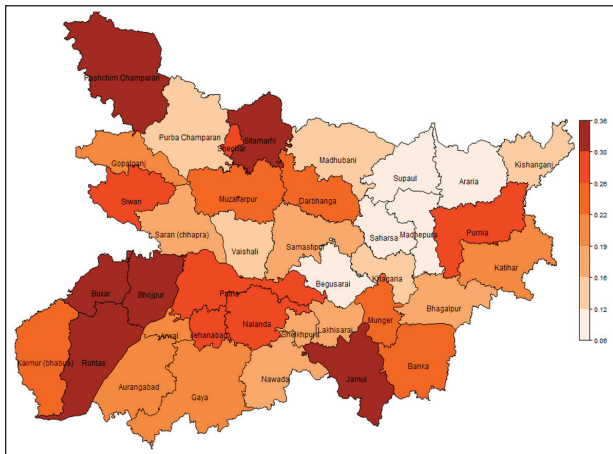 Pashchim Champaran
Purba Champaran
Sitamarhi
Sheohar
Gopalganj
Madhubani
Kishanganj
Supaul
Araria
Siwan
Muzaffarpur
Darbhanga
Saran (chhapra)
Vaishali
Samastipur
Saharsa
Madhepura
Purnia
Katihar
Khagaria
Begusarai
Buxar
Bhojpur
Patna
Bhagalpur
Munger
Nalanda
Lakhisarai
Sheikhpura
Arwal
Jehanabad
Kaimur (bhabua)
Rohtas
Aurangabad
Gaya
Nawada
Jamui
Banka
0.36
0.30
0.26
0.22
0.19
0.16
0.12
0.06